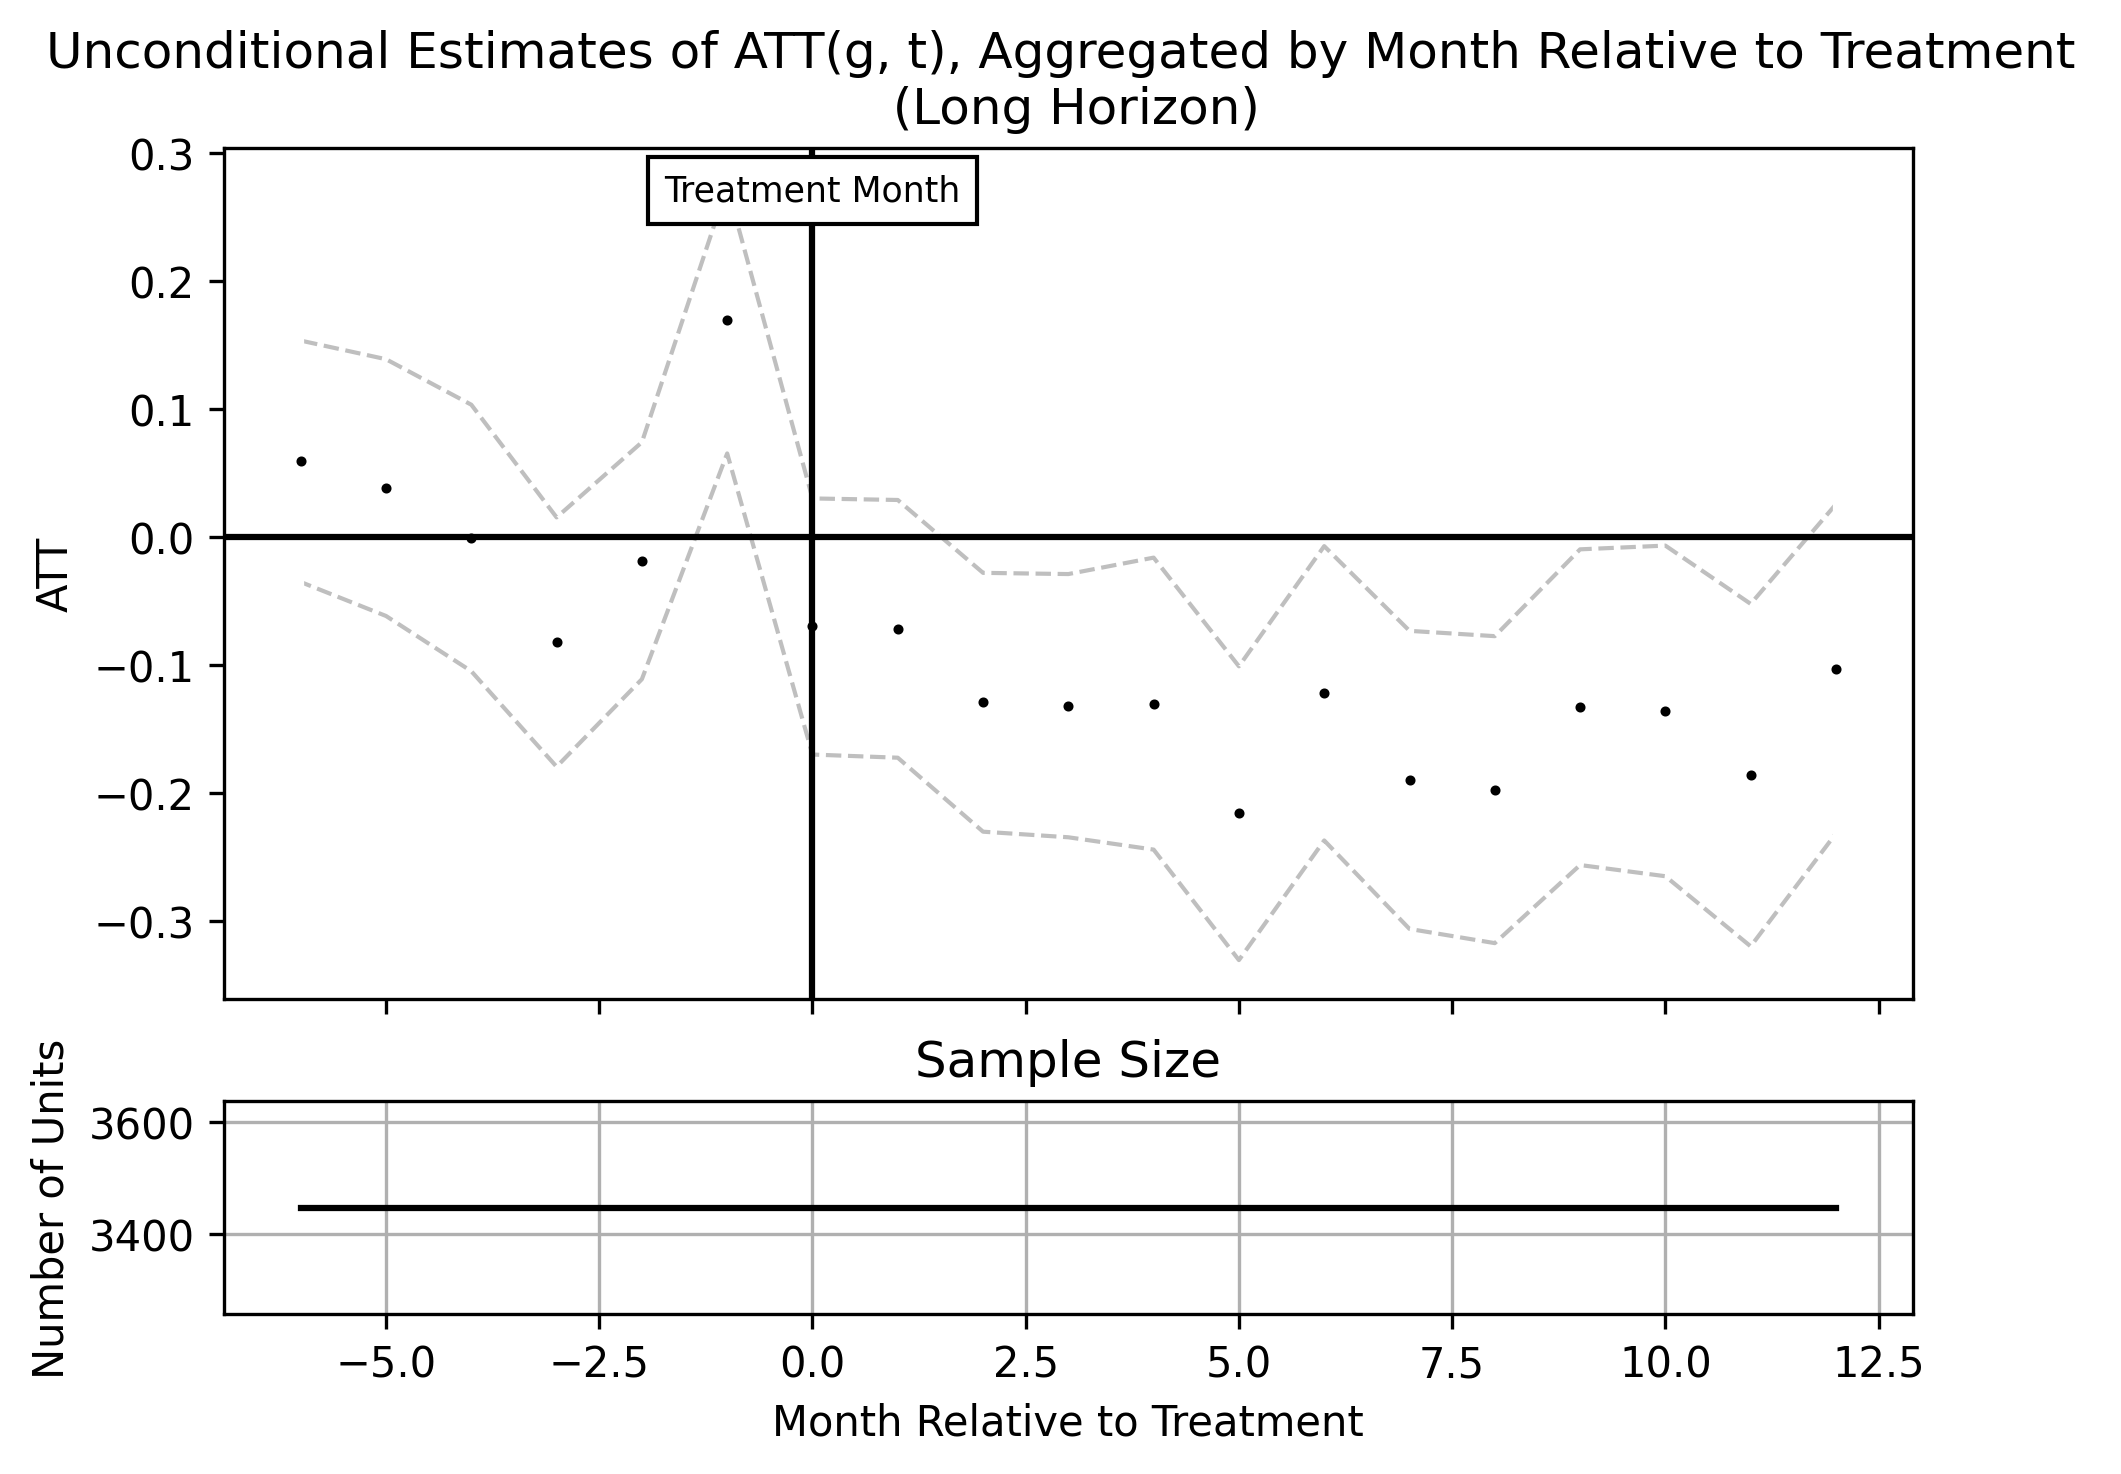 Unconditional Estimates of ATT(g, t), Aggregated by Month Relative to Treatment
(Long Horizon)
Treatment Month
0.3
0.2
0.1
0.0
−0.1
−0.2
−0.3
ATT
Sample Size
3600
3400
Number of Units
−5.0 −2.5 0.0 2.5 5.0 7.5 10.0 12.5
Month Relative to Treatment